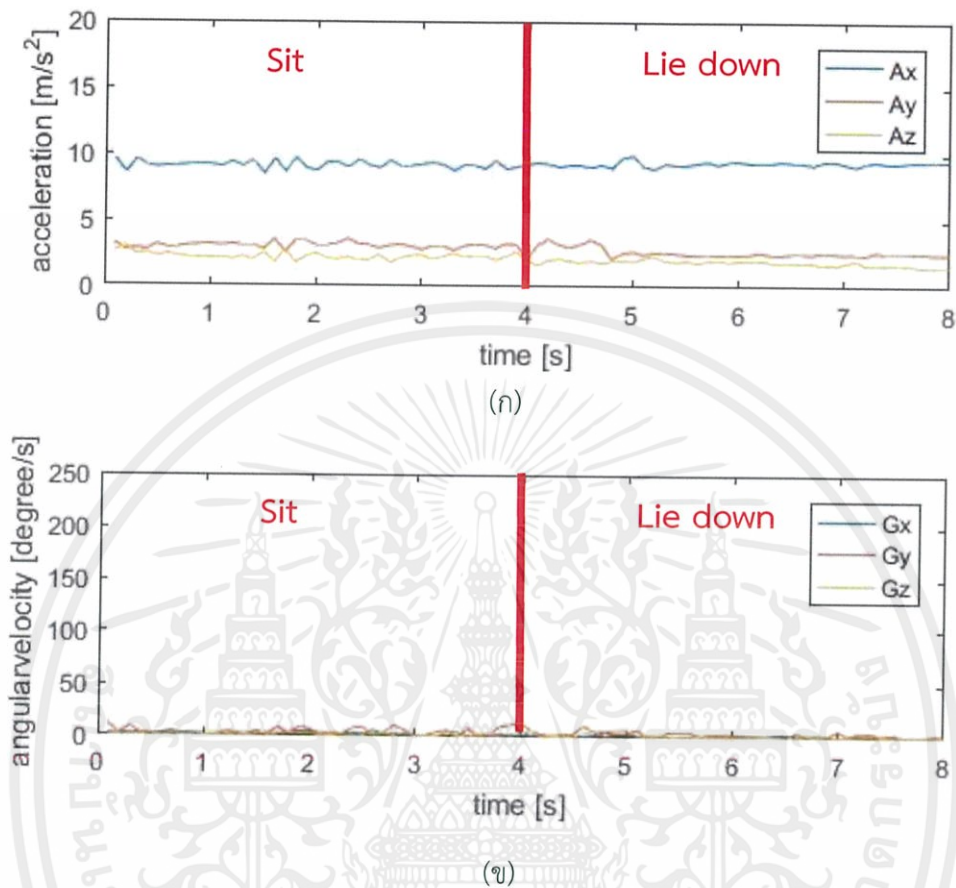 20
15
10
5
0
acceleration [m/s²]
Sit
Lie down
Ax
Ay
Az
0 1 2 3 4 5 6 7 8
time [s]
(ก)
250
200
150
100
50
0
angularvelocity [degree/s]
Sit
Lie down
Gx
Gy
Gz
0 1 2 3 4 5 6 7 8
time [s]
(ข)